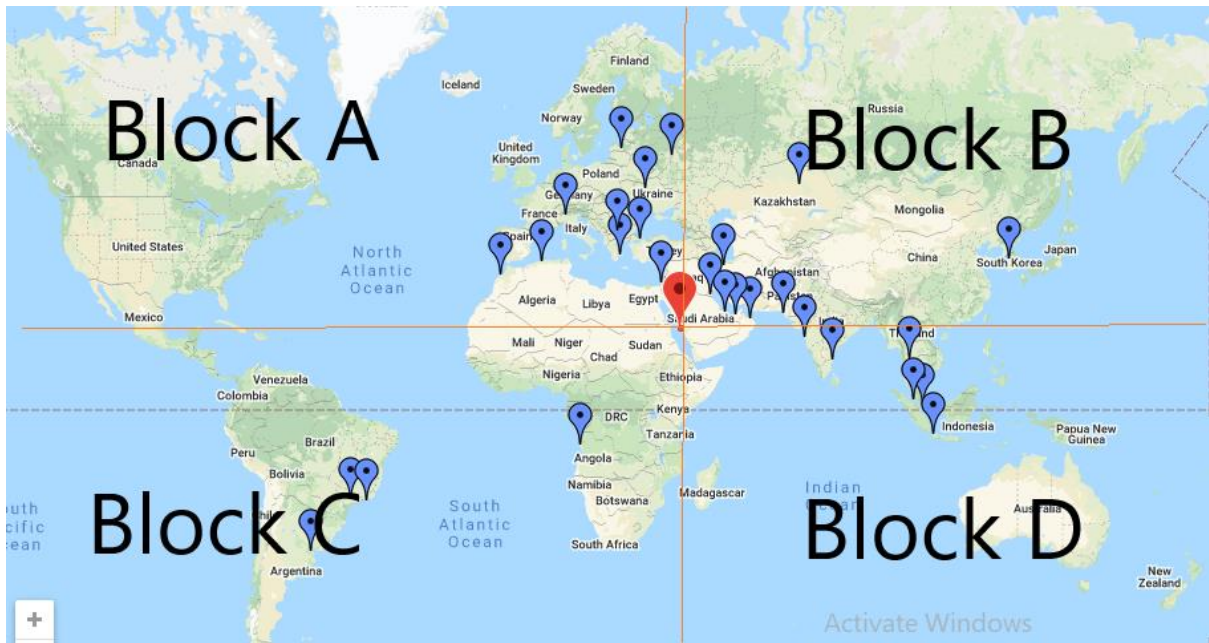 Finland
Sweden
Iceland
Norway
Russia
Block A
Block B
Canada
United
Kingdom
Poland
Germany
Ukraine
Kazakhstan
France
Mongolia
Italy
Spain
United States
North
Atlantic
Ocean
Turkey
China
South Korea
Japan
Afghanistan
Pakistan
Algeria
Libya
Egypt
Saudi Arabia
India
Mexico
Mali
Niger
Chad
Sudan
Thailand
Nigeria
Ethiopia
Venezuela
Colombia
DRC
Kenya
Indonesia
Papua New
Guinea
Tanzania
Brazil
Peru
Angola
Bolivia
Namibia
Madagascar
Botswana
Indian
Ocean
Australia
Block C
Block D
South
Atlantic
Ocean
South Africa
Argentina
New
Zealand
Activate Windows
+